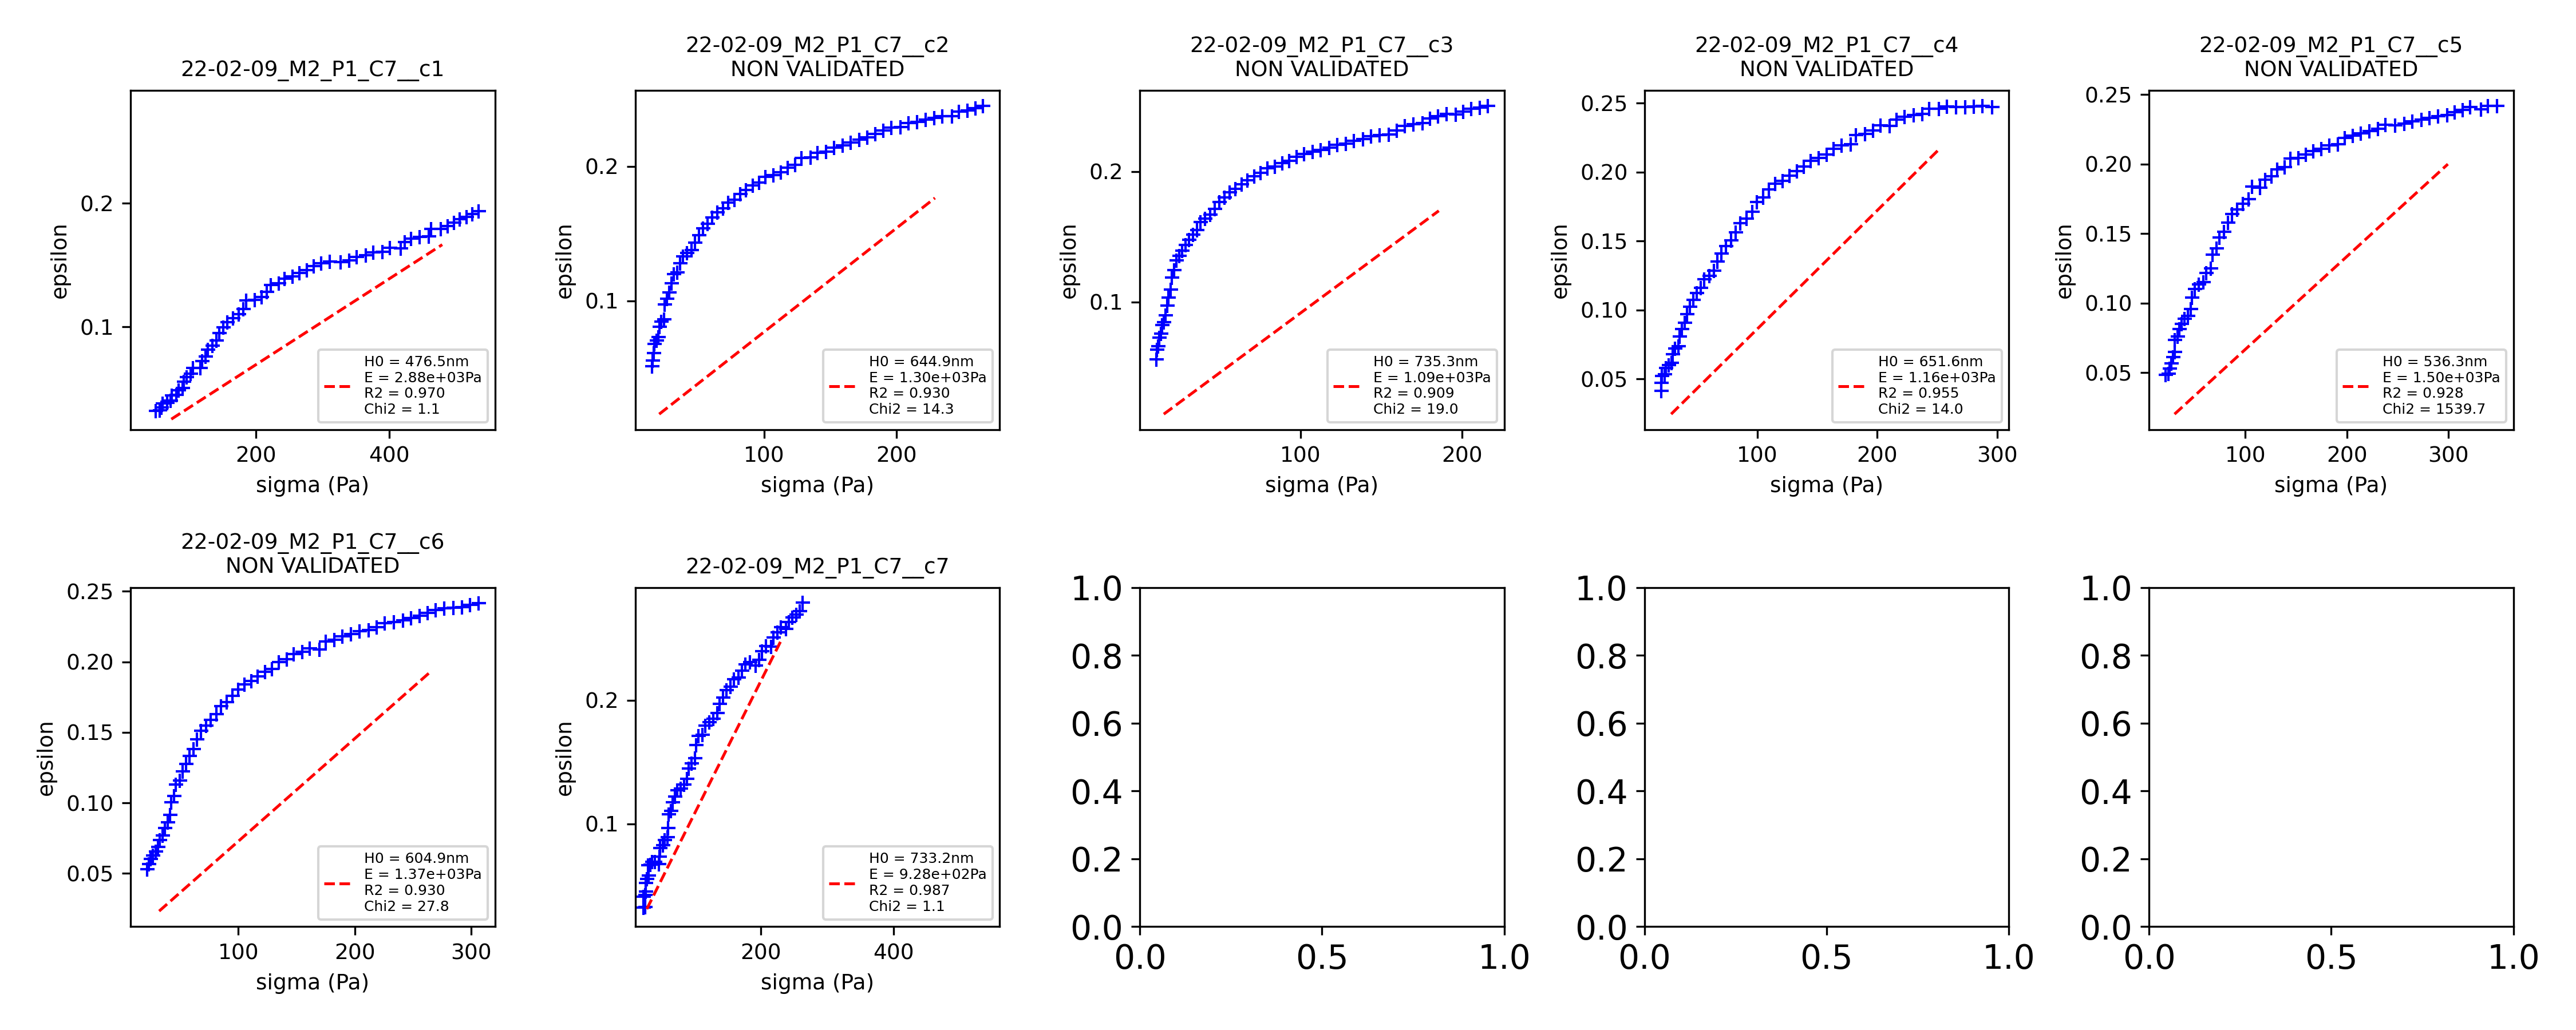 22-02-09_M2_P1_C7__c1
epsilon
0.2
0.1
200
400
sigma (Pa)
H0 = 476.5nm
E = 2.88e+03Pa
R2 = 0.970
Chi2 = 1.1
22-02-09_M2_P1_C7__c2
NON VALIDATED
epsilon
0.2
0.1
100
200
sigma (Pa)
H0 = 644.9nm
E = 1.30e+03Pa
R2 = 0.930
Chi2 = 14.3
22-02-09_M2_P1_C7__c3
NON VALIDATED
epsilon
0.2
0.1
100
200
sigma (Pa)
H0 = 735.3nm
E = 1.09e+03Pa
R2 = 0.909
Chi2 = 19.0
22-02-09_M2_P1_C7__c4
NON VALIDATED
epsilon
0.25
0.20
0.15
0.10
0.05
100
200
300
sigma (Pa)
H0 = 651.6nm
E = 1.16e+03Pa
R2 = 0.955
Chi2 = 14.0
22-02-09_M2_P1_C7__c5
NON VALIDATED
epsilon
0.25
0.20
0.15
0.10
0.05
100
200
300
sigma (Pa)
H0 = 536.3nm
E = 1.50e+03Pa
R2 = 0.928
Chi2 = 1539.7
22-02-09_M2_P1_C7__c6
NON VALIDATED
epsilon
0.25
0.20
0.15
0.10
0.05
100
200
300
sigma (Pa)
H0 = 604.9nm
E = 1.37e+03Pa
R2 = 0.930
Chi2 = 27.8
22-02-09_M2_P1_C7__c7
epsilon
0.2
0.1
200
400
sigma (Pa)
H0 = 733.2nm
E = 9.28e+02Pa
R2 = 0.987
Chi2 = 1.1
1.0
0.8
0.6
0.4
0.2
0.0
0.0
0.5
1.0
1.0
0.8
0.6
0.4
0.2
0.0
0.0
0.5
1.0
1.0
0.8
0.6
0.4
0.2
0.0
0.0
0.5
1.0